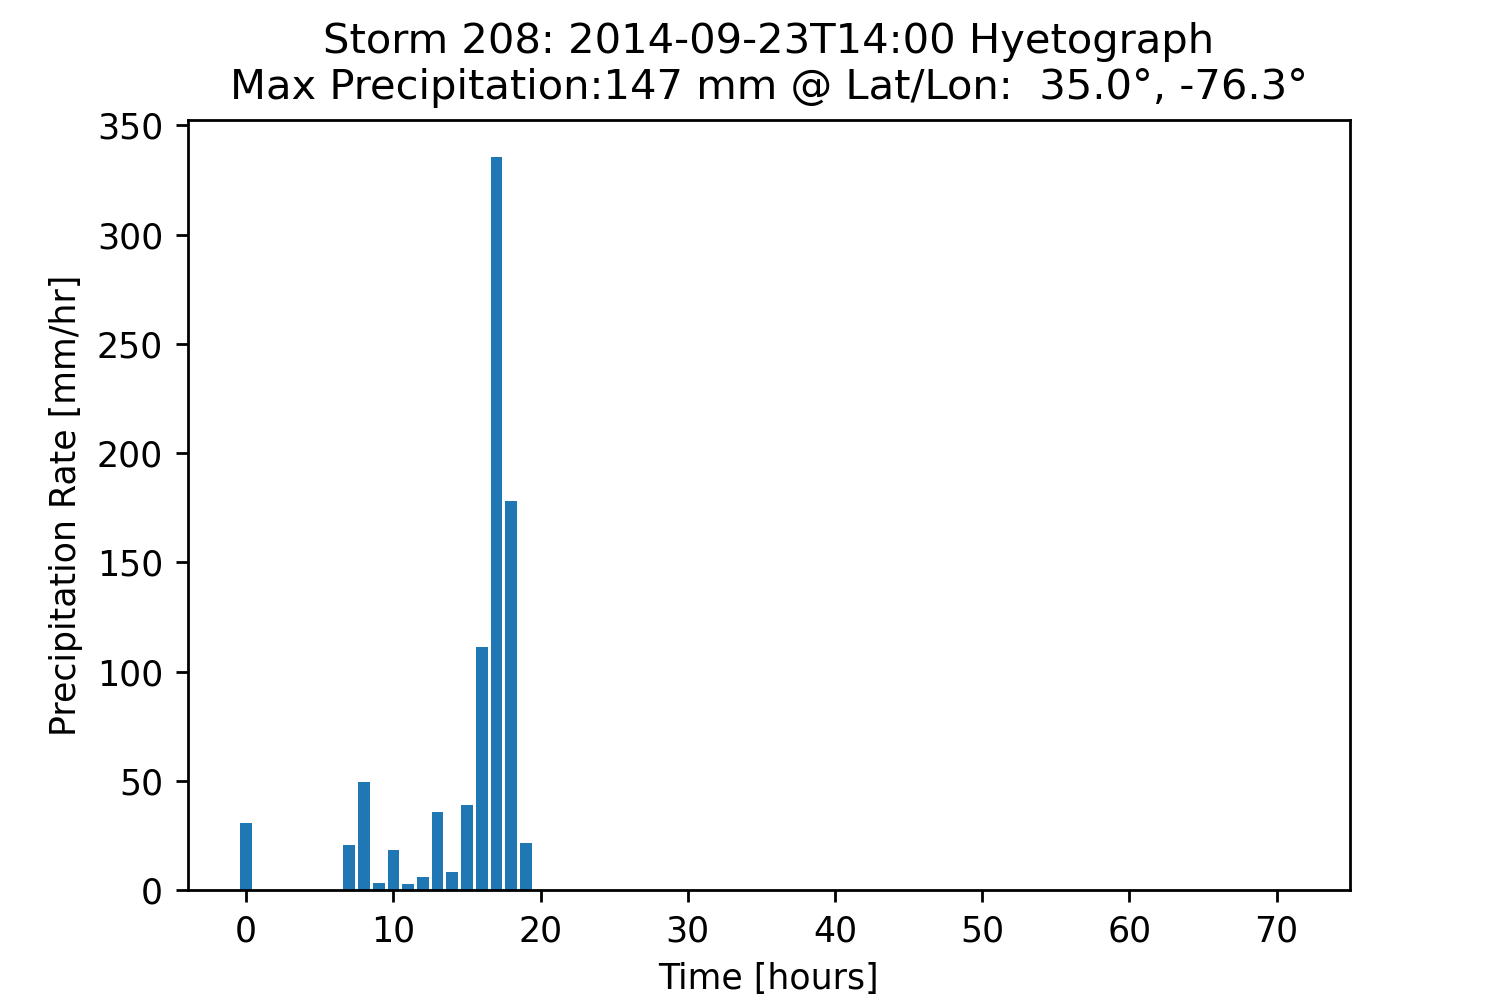 Storm 208: 2014-09-23T14:00 Hyetograph
Max Precipitation:147 mm @ Lat/Lon:  35.0°, -76.3°
350
300
250
200
150
100
50
0
Precipitation Rate [mm/hr]
0 10 20 30 40 50 60 70
Time [hours]